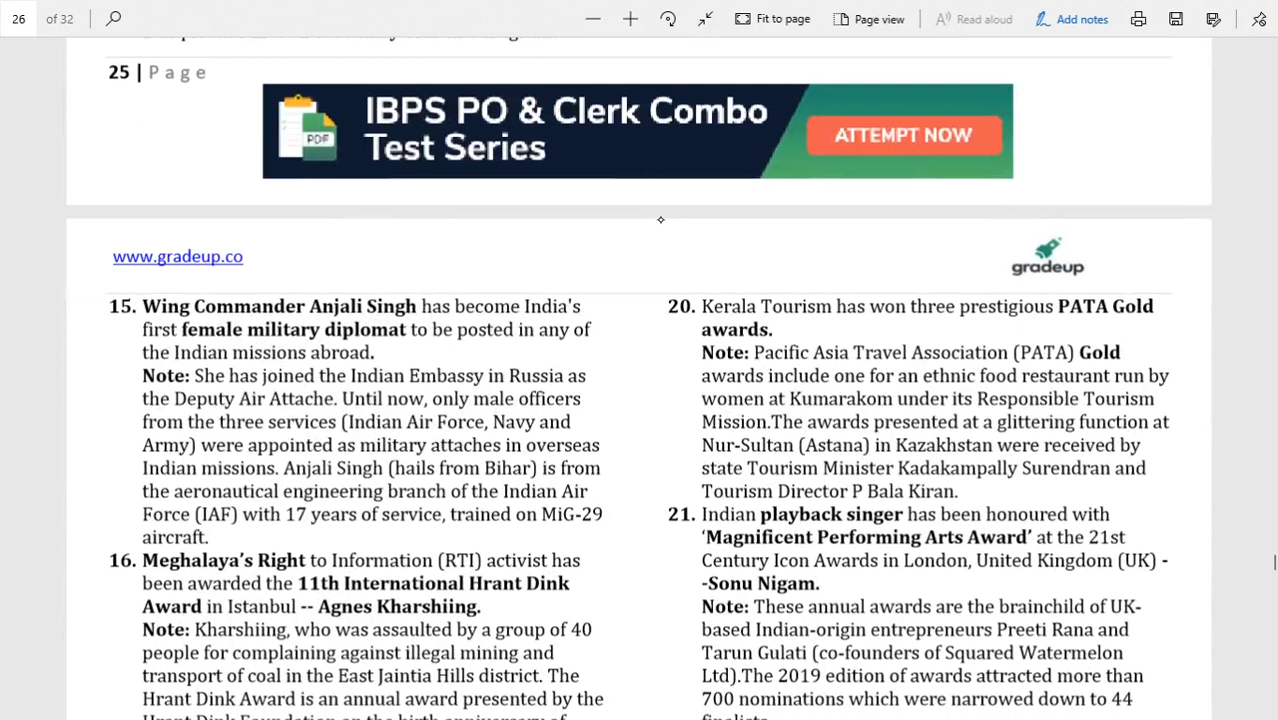 26 of 32 Fit to page Page view Read aloud Add notes
25 | Page
IBPS PO & Clerk Combo
Test Series
PDF
ATTEMPT NOW
www.gradeup.co
gradeup
15. Wing Commander Anjali Singh has become India's
first female military diplomat to be posted in any of
the Indian missions abroad.
Note: She has joined the Indian Embassy in Russia as
the Deputy Air Attache. Until now, only male officers
from the three services (Indian Air Force, Navy and
Army) were appointed as military attaches in overseas
Indian missions. Anjali Singh (hails from Bihar) is from
the aeronautical engineering branch of the Indian Air
Force (IAF) with 17 years of service, trained on MiG-29
aircraft.
16. Meghalaya’s Right to Information (RTI) activist has
been awarded the 11th International Hrant Dink
Award in Istanbul -- Agnes Kharshiing.
Note: Kharshiing, who was assaulted by a group of 40
people for complaining against illegal mining and
transport of coal in the East Jaintia Hills district. The
Hrant Dink Award is an annual award presented by the
Hrant Dink Foundation on the birth anniversary of
20. Kerala Tourism has won three prestigious PATA Gold
awards.
Note: Pacific Asia Travel Association (PATA) Gold
awards include one for an ethnic food restaurant run by
women at Kumarakom under its Responsible Tourism
Mission.The awards presented at a glittering function at
Nur-Sultan (Astana) in Kazakhstan were received by
state Tourism Minister Kadakampally Surendran and
Tourism Director P Bala Kiran.
21. Indian playback singer has been honoured with
‘Magnificent Performing Arts Award’ at the 21st
Century Icon Awards in London, United Kingdom (UK) -
-Sonu Nigam.
Note: These annual awards are the brainchild of UK-
based Indian-origin entrepreneurs Preeti Rana and
Tarun Gulati (co-founders of Squared Watermelon
Ltd).The 2019 edition of awards attracted more than
700 nominations which were narrowed down to 44
finalists.